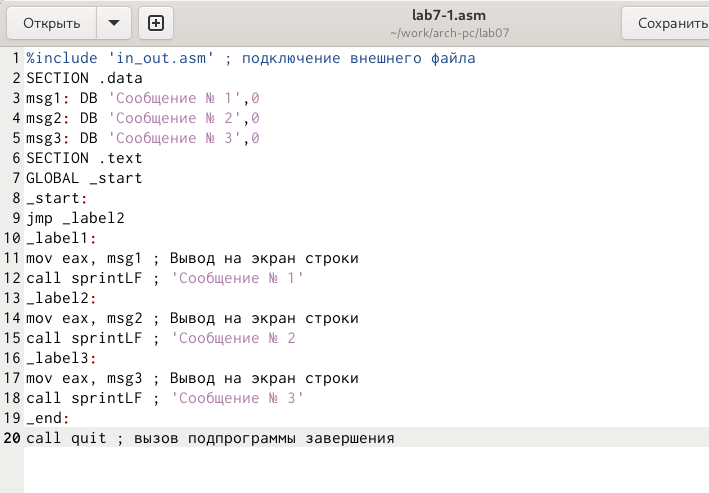 Открыть
lab7-1.asm
~/work/arch-pc/lab07
Сохранить
1 %include 'in_out.asm' ; подключение внешнего файла
2 SECTION .data
3 msg1: DB 'Сообщение № 1',0
4 msg2: DB 'Сообщение № 2',0
5 msg3: DB 'Сообщение № 3',0
6 SECTION .text
7 GLOBAL _start
8 _start:
9 jmp _label2
10 _label1:
11 mov eax, msg1 ; Вывод на экран строки
12 call sprintLF ; 'Сообщение № 1'
13 _label2:
14 mov eax, msg2 ; Вывод на экран строки
15 call sprintLF ; 'Сообщение № 2
16 _label3:
17 mov eax, msg3 ; Вывод на экран строки
18 call sprintLF ; 'Сообщение № 3'
19 _end:
20 call quit ; вызов подпрограммы завершения